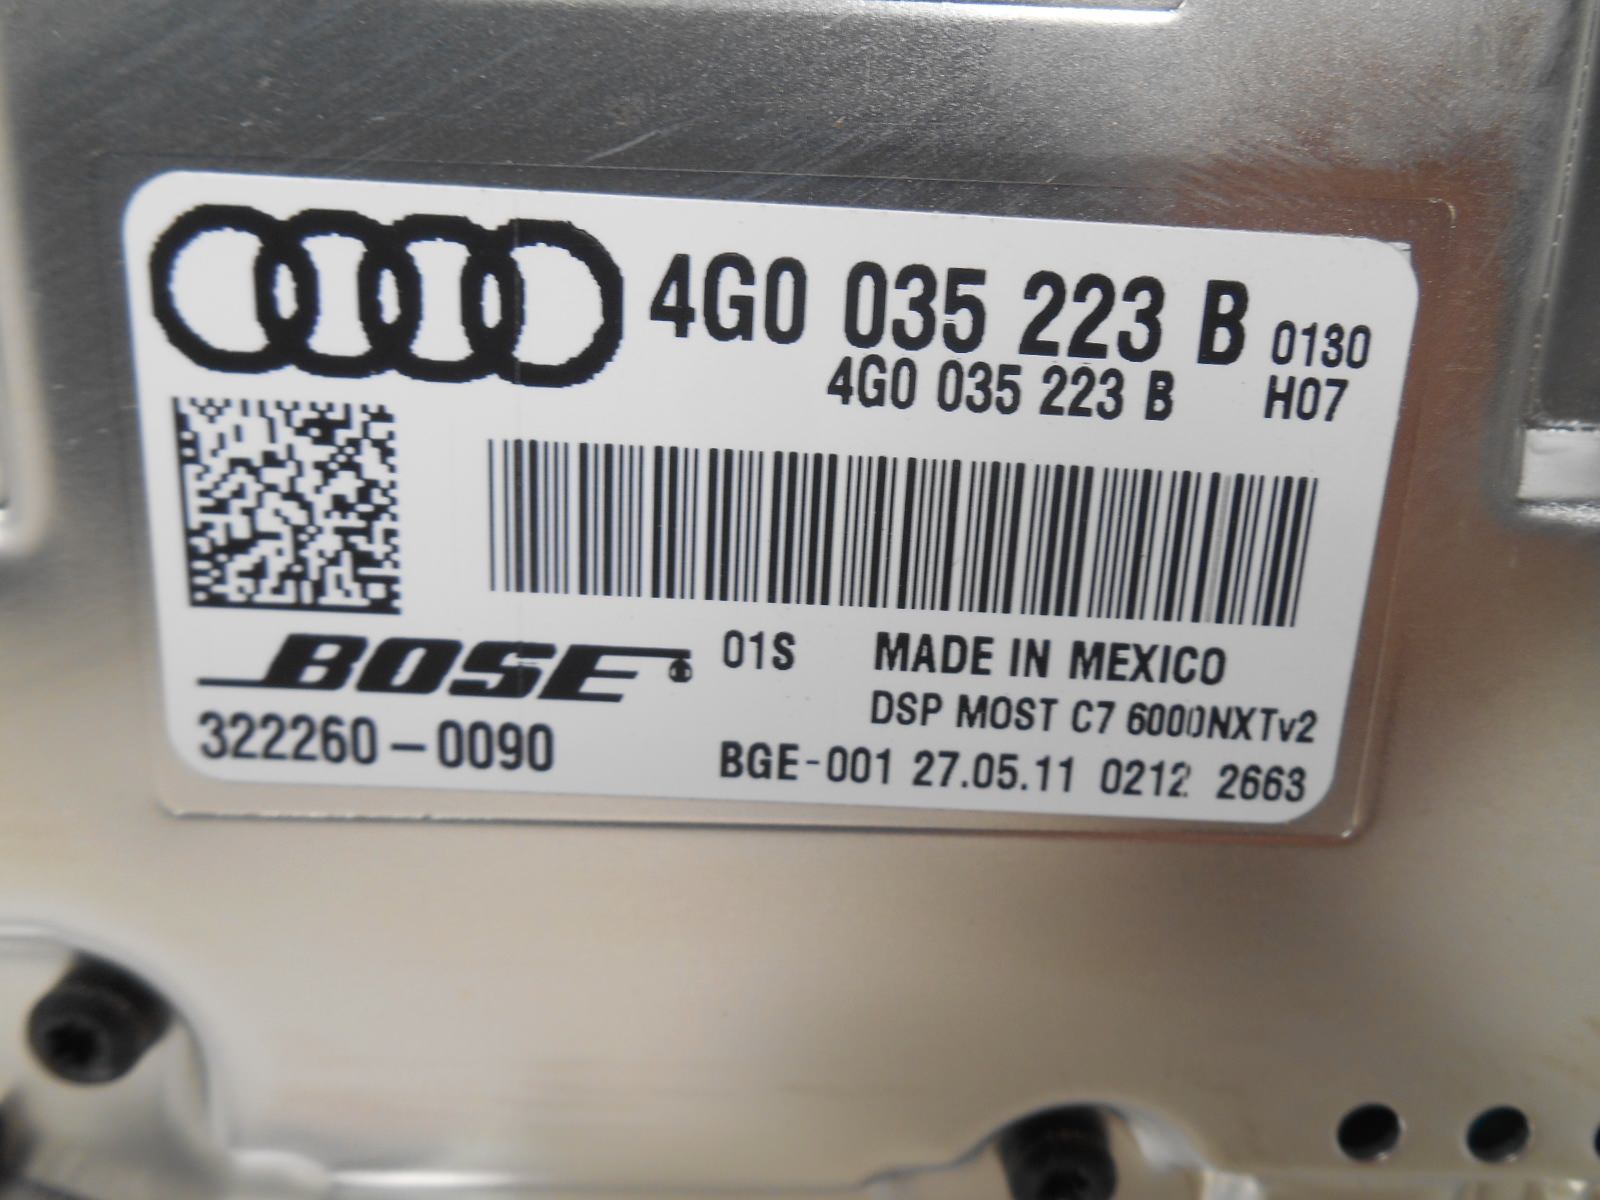 4G0 035 223 B 0130
4G0 035 223 B H07
BOSE 01S MADE IN MEXICO
DSP MOST C7 6000NXTv2
322260-0090
BGE-001 27.05.11 0212 2663